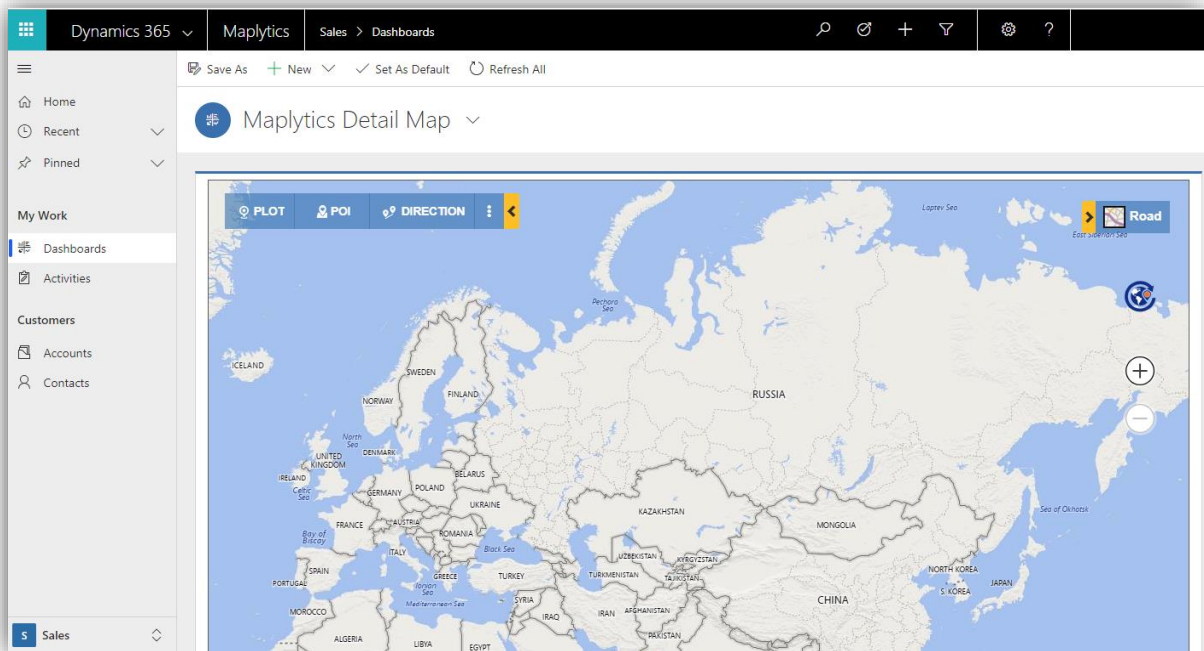 Dynamics 365
Maplytics
Sales > Dashboards
?
Save As
New
Set As Default
Refresh All
Home
Recent
Pinned
My Work
Dashboards
Activities
Customers
Accounts
Contacts
S Sales
Maplytics Detail Map
PLOT
POI
DIRECTION
Road
Laptev Sea
East Siberian Sea
Pechora
Sea
ICELAND
SWEDEN
FINLAND
NORWAY
RUSSIA
North
Sea
UNITED
KINGDOM
DENMARK
IRELAND
Celtic
Sea
BELARUS
GERMANY
POLAND
UKRAINE
KAZAKHSTAN
MONGOLIA
Sea of Okhotsk
FRANCE
AUSTRIA
ROMANIA
Bay of
Biscay
ITALY
Black Sea
UZBEKISTAN
KYRGYZSTAN
SPAIN
PORTUGAL
GREECE
TURKEY
TURKMENISTAN
TAJIKISTAN
NORTH KOREA
S. KOREA
JAPAN
Ionian
Sea
Mediterranean Sea
SYRIA
CHINA
MOROCCO
IRAQ
IRAN
AFGHANISTAN
PAKISTAN
ALGERIA
LIBYA
EGYPT